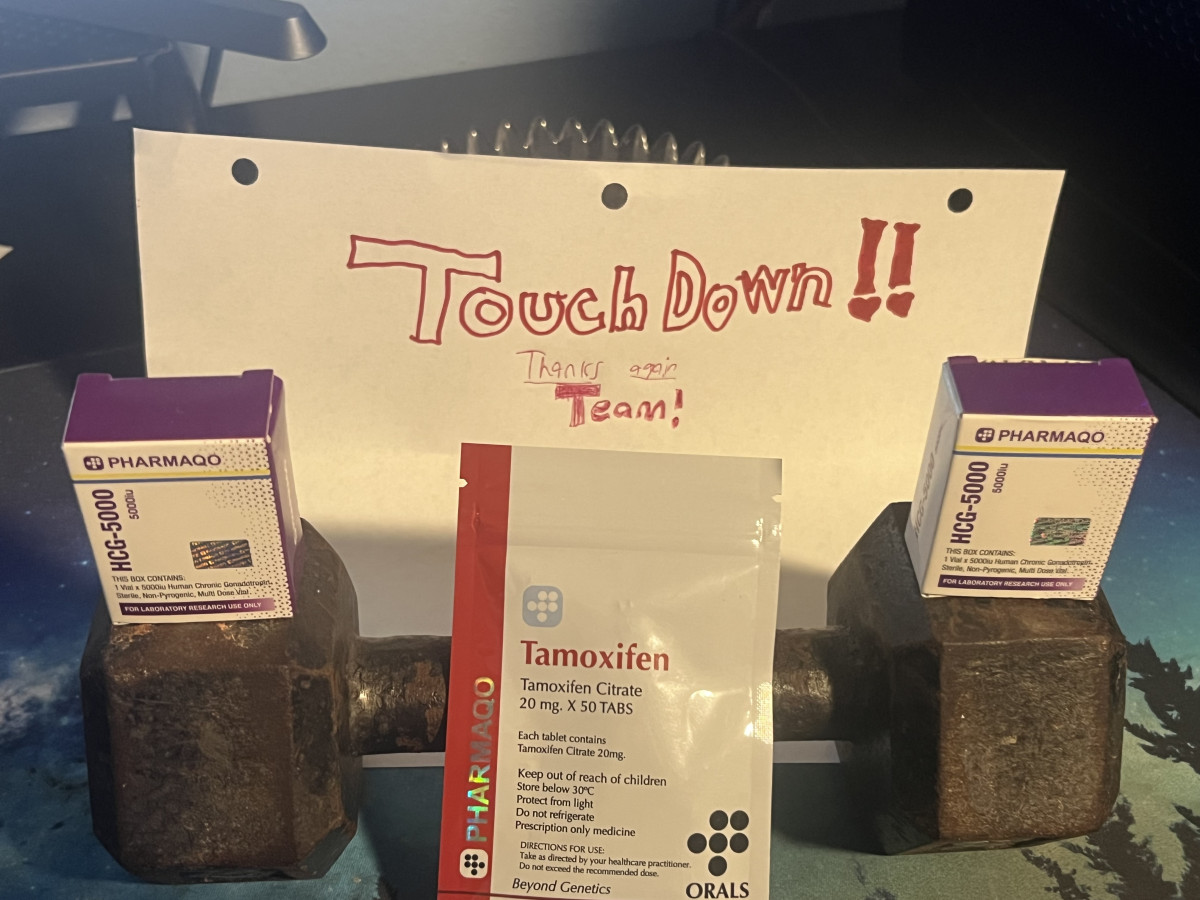 Touch Down!!
Thanks again
Team!
PHARMAQO
HCG-5000
5000iu
THIS BOX CONTAINS:
1 Vial x 5000iu Human Chronic Gonadotropin,
Sterile, Non-Pyrogenic, Multi Dose Vial.
FOR LABORATORY RESEARCH USE ONLY
PHARMAQO
HCG-5000
5000iu
THIS BOX CONTAINS:
1 Vial x 5000iu Human Chronic Gonadotropin,
Sterile, Non-Pyrogenic, Multi Dose Vial.
FOR LABORATORY RESEARCH USE ONLY
PHARMAQO
Tamoxifen
Tamoxifen Citrate
20 mg. X 50 TABS
Each tablet contains
Tamoxifen Citrate 20mg.
Keep out of reach of children
Store below 30ºC
Protect from light
Do not refrigerate
Prescription only medicine
DIRECTIONS FOR USE:
Take as directed by your healthcare practitioner.
Do not exceed the recommended dose.
Beyond Genetics
ORALS